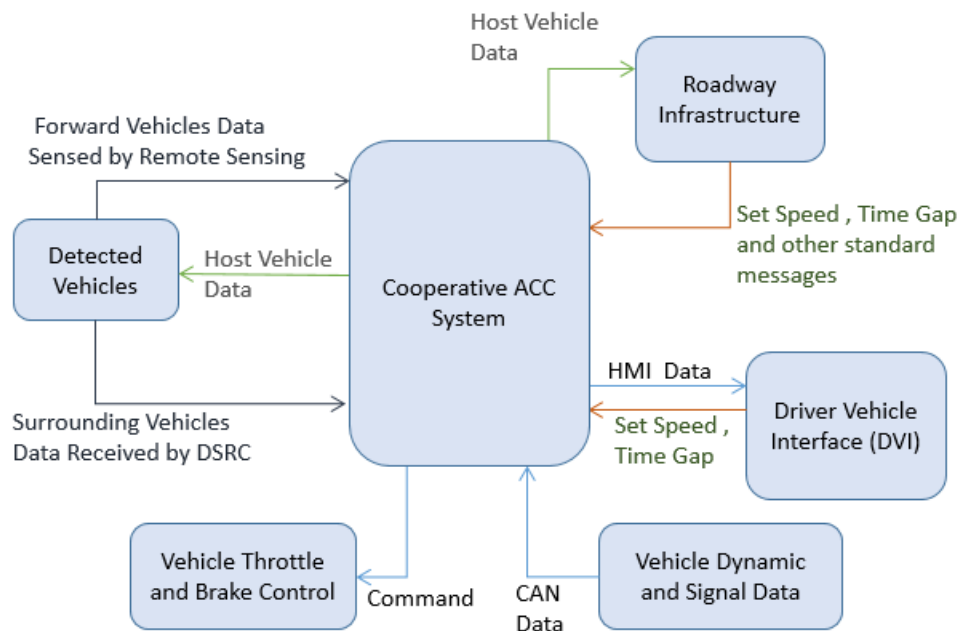 Host Vehicle
Data
Roadway
Infrastructure
Forward Vehicles Data
Sensed by Remote Sensing
Set Speed , Time Gap
and other standard
messages
Detected
Vehicles
Host Vehicle
Data
Cooperative ACC
System
HMI Data
Driver Vehicle
Interface (DVI)
Set Speed ,
Time Gap
Surrounding Vehicles
Data Received by DSRC
Vehicle Throttle
and Brake Control
Command
CAN
Data
Vehicle Dynamic
and Signal Data